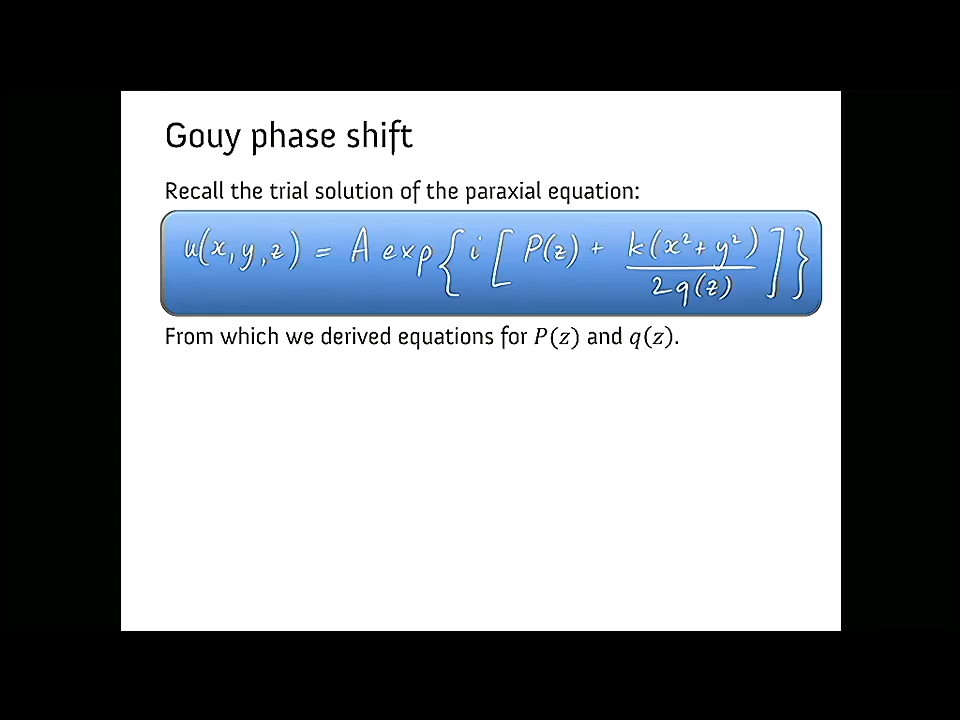 Gouy phase shift
Recall the trial solution of the paraxial equation:
u(x,y,z) = A exp{i[P(z) + k(x²+y²)/2q(z)]}
From which we derived equations for P(z) and q(z).